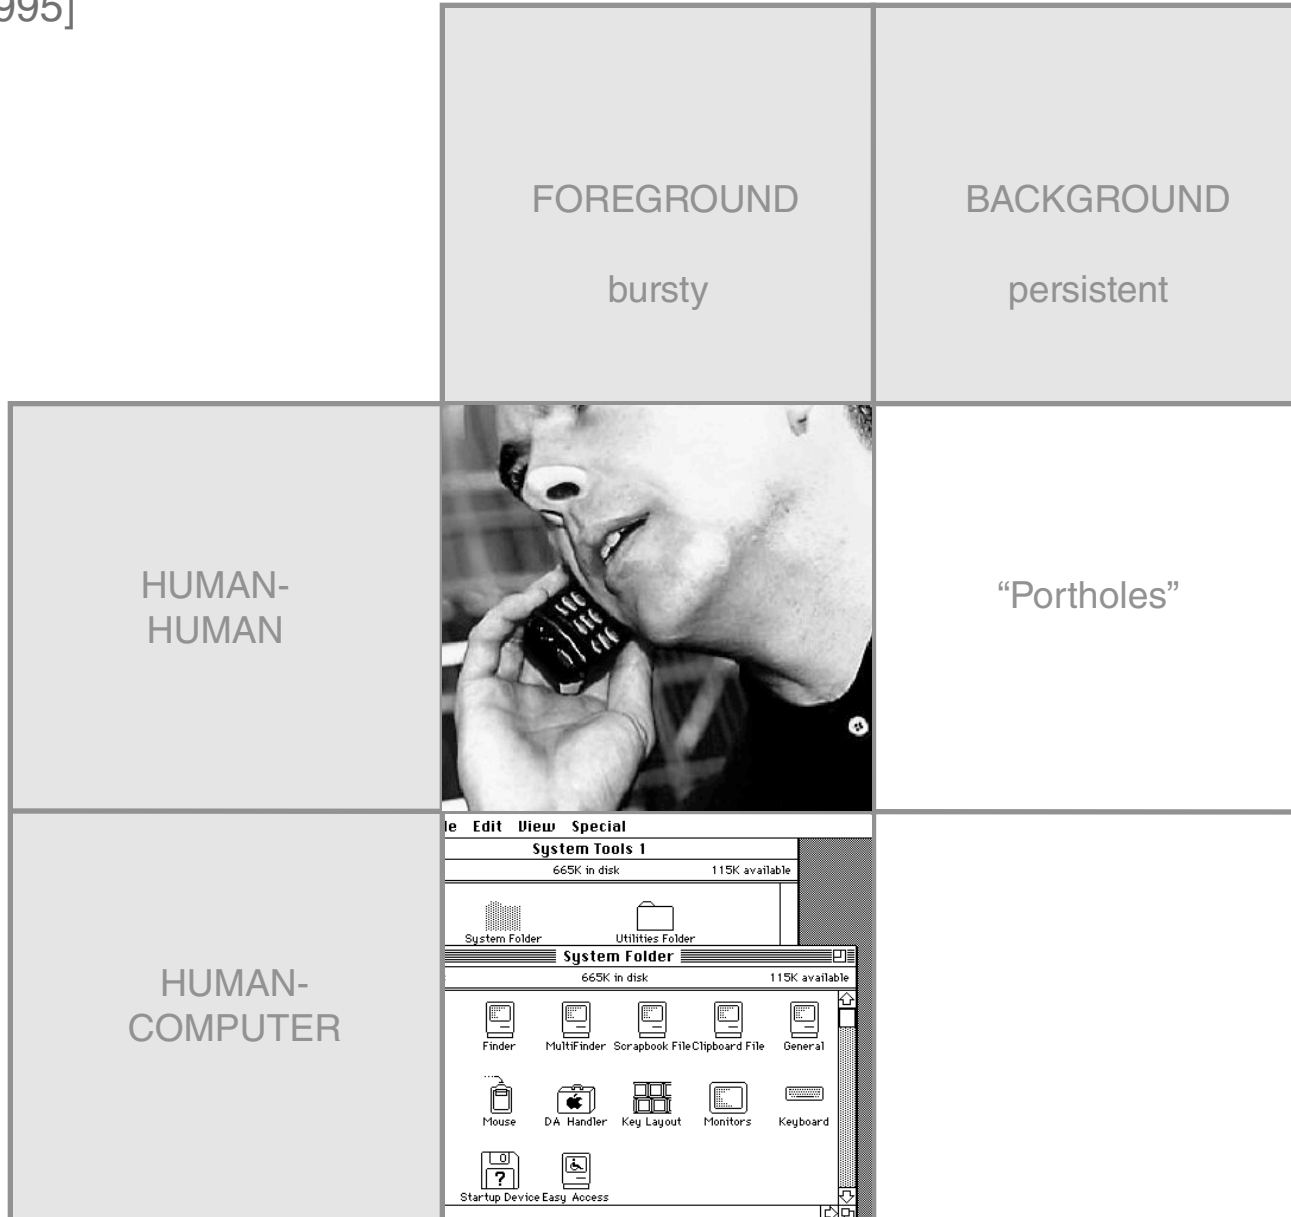 995]
FOREGROUND
bursty
BACKGROUND
persistent
HUMAN-
HUMAN
“Portholes”
HUMAN-
COMPUTER
le Edit View Special
System Tools 1
665K in disk 115K available
System Folder Utilities Folder
System Folder
665K in disk 115K available
Finder MultiFinder Scrapbook File Clipboard File General
Mouse DA Handler Key Layout Monitors Keyboard
Startup Device Easy Access